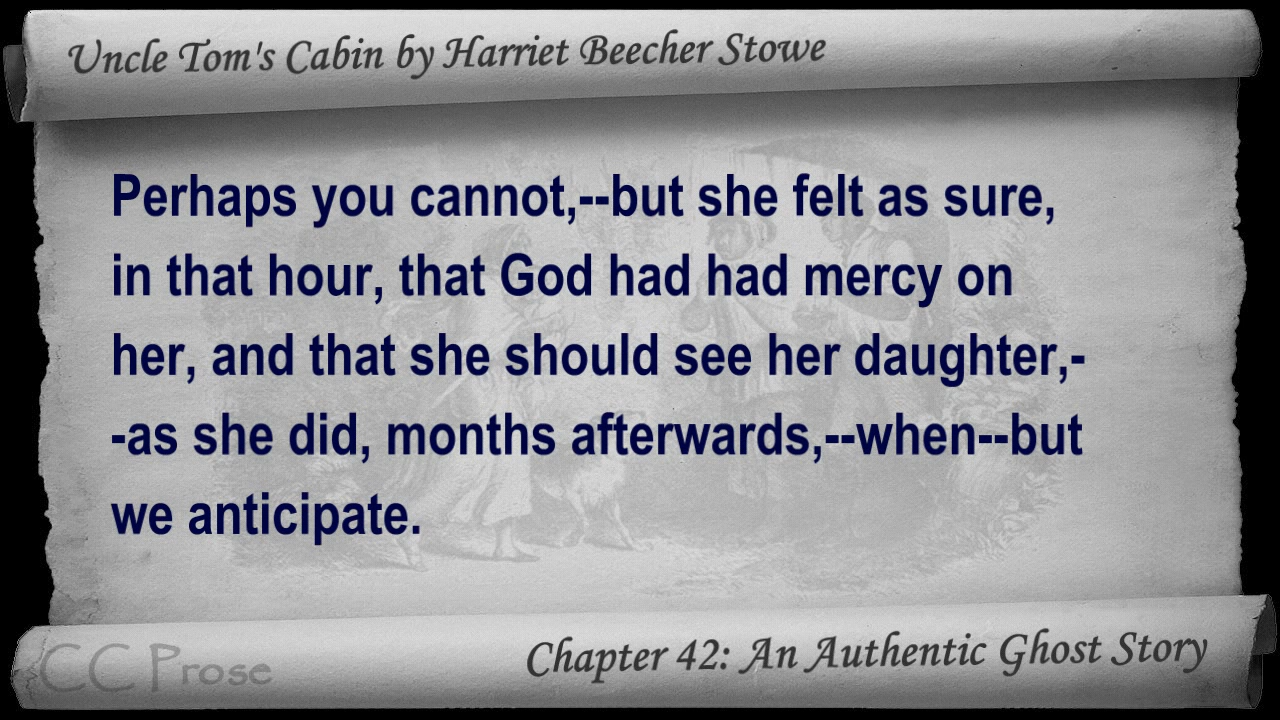 Uncle Tom's Cabin by Harriet Beecher Stowe
Perhaps you cannot,--but she felt as sure,
in that hour, that God had had mercy on
her, and that she should see her daughter,-
-as she did, months afterwards,--when--but
we anticipate.
CC Prose
Chapter 42: An Authentic Ghost Story